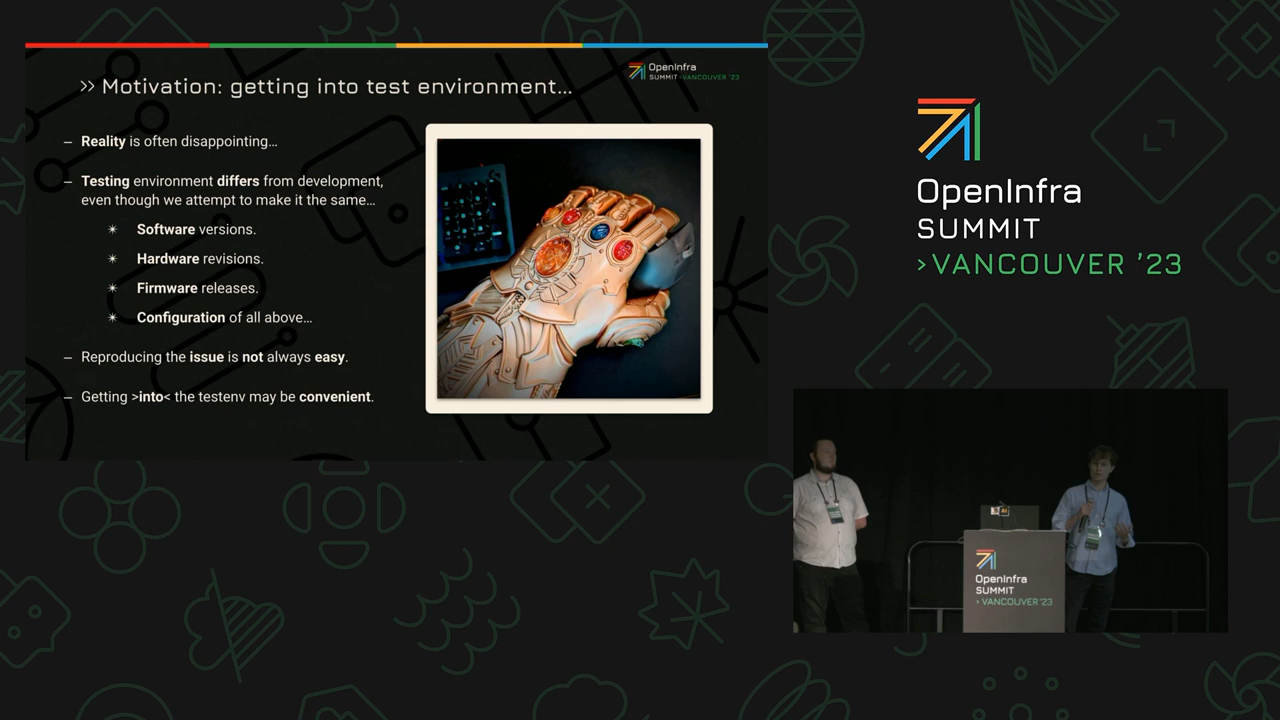 » Motivation: getting into test environment...
OpenInfra
SUMMIT >VANCOUVER '23
– Reality is often disappointing...
– Testing environment differs from development,
even though we attempt to make it the same...
✴ Software versions.
✴ Hardware revisions.
✴ Firmware releases.
✴ Configuration of all above...
– Reproducing the issue is not always easy.
– Getting >into< the testenv may be convenient.
OpenInfra
SUMMIT
>VANCOUVER '23
OpenInfra
SUMMIT
> VANCOUVER '23